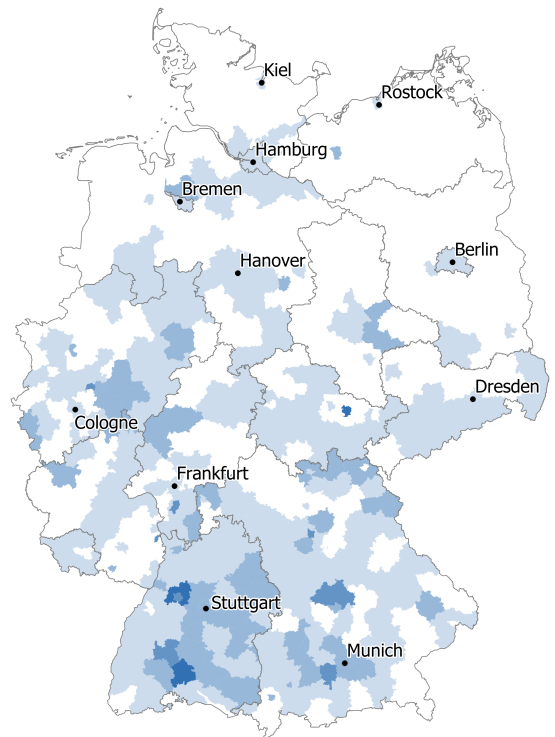 Kiel
Rostock
Hamburg
Bremen
Berlin
Hanover
Dresden
Cologne
Frankfurt
Stuttgart
Munich